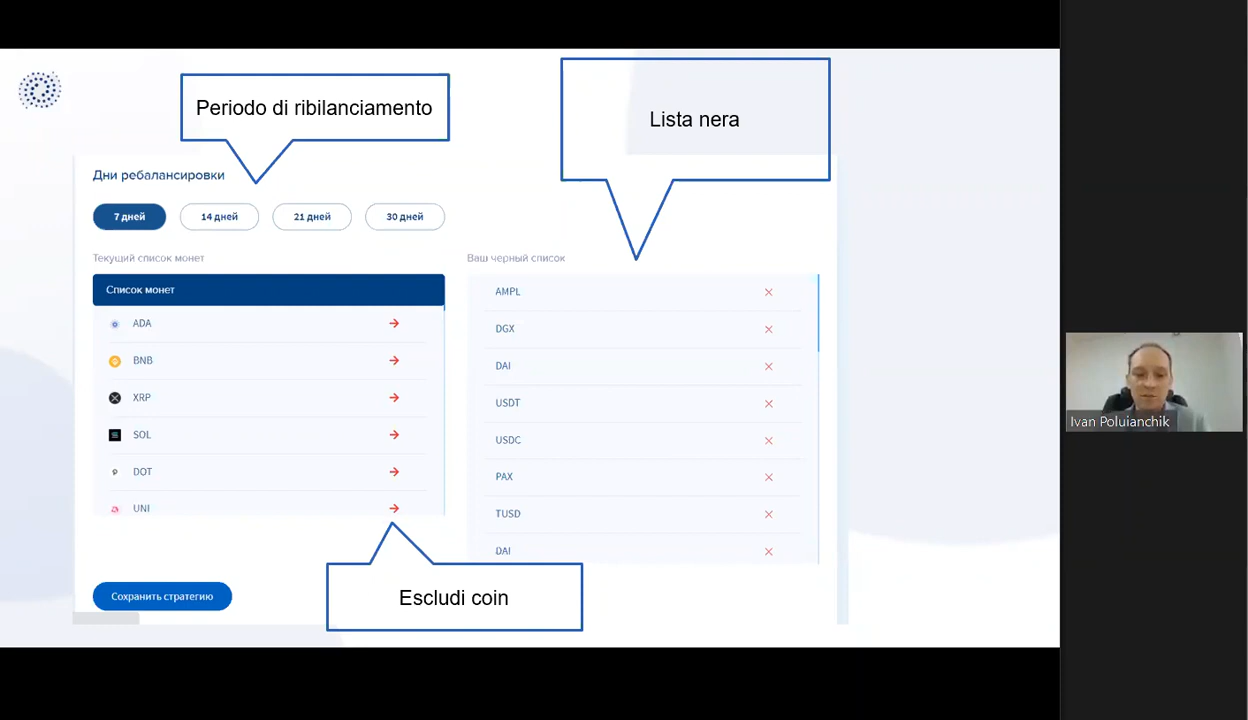 Periodo di ribilanciamento
Lista nera
Дни ребалансировки
7 дней
14 дней
21 дней
30 дней
Текущий список монет
Ваш черный список
Список монет
ADA
BNB
XRP
SOL
DOT
UNI
AMPL
DGX
DAI
USDT
USDC
PAX
TUSD
DAI
Escludi coin
Сохранить стратегию
Ivan Poluianchik